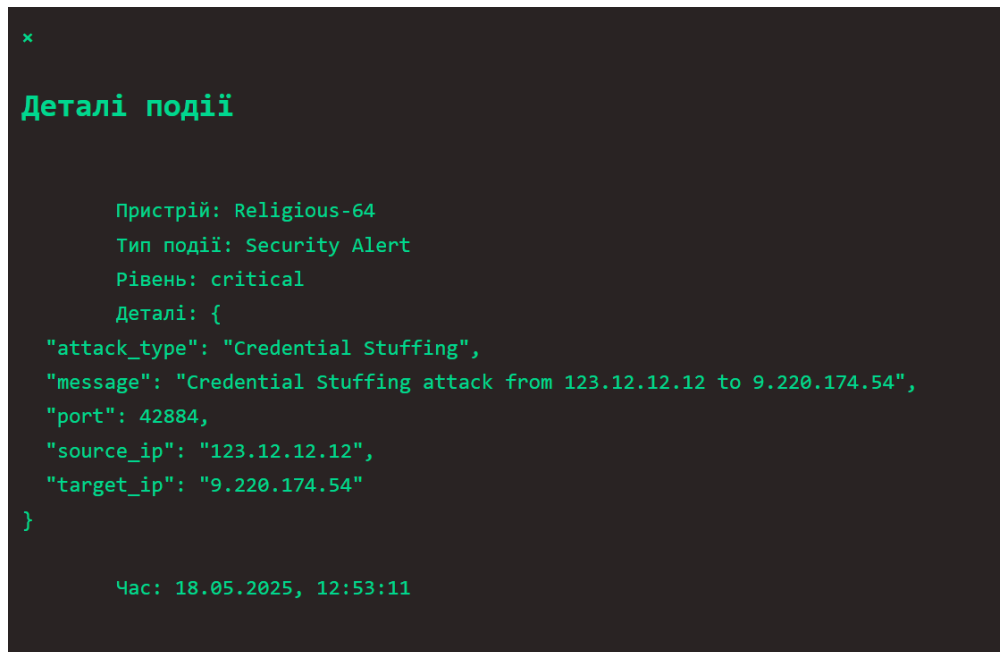 ×
Деталі події
Пристрій: Religious-64
Тип події: Security Alert
Рівень: critical
Деталі: {
"attack_type": "Credential Stuffing",
"message": "Credential Stuffing attack from 123.12.12.12 to 9.220.174.54",
"port": 42884,
"source_ip": "123.12.12.12",
"target_ip": "9.220.174.54"
}
Час: 18.05.2025, 12:53:11